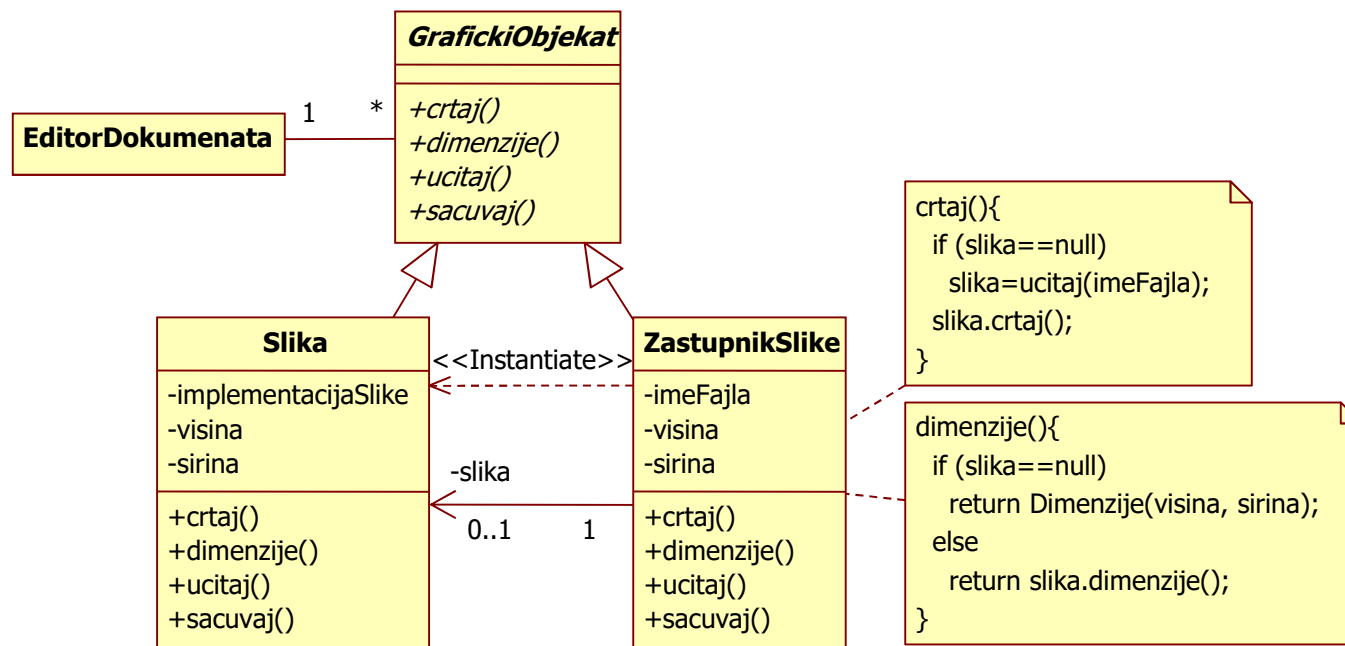 GrafickiObjekat
+crtaj()
+dimenzije()
+ucitaj()
+sacuvaj()
EditorDokumenata
1
*
Slika
-implementacijaSlike
-visina
-sirina
+crtaj()
+dimenzije()
+ucitaj()
+sacuvaj()
<<Instantiate>>
-slika
0..1
1
ZastupnikSlike
-imeFajla
-visina
-sirina
+crtaj()
+dimenzije()
+ucitaj()
+sacuvaj()
crtaj(){
if (slika==null)
slika=ucitaj(imeFajla);
slika.crtaj();
}
dimenzije(){
if (slika==null)
return Dimenzije(visina, sirina);
else
return slika.dimenzije();
}